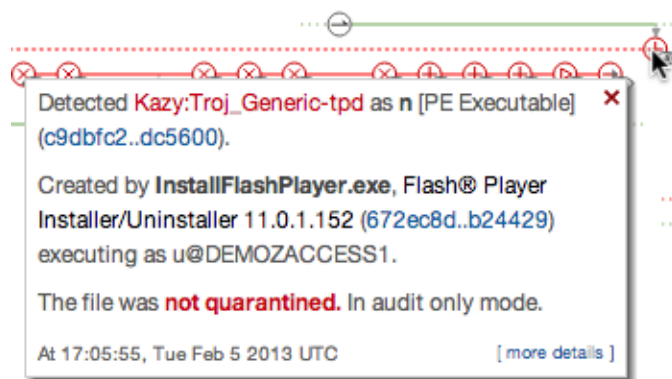 Detected Kazy:Troj_Generic-tpd as n [PE Executable]
(c9dbfc2..dc5600).
Created by InstallFlashPlayer.exe, Flash® Player
Installer/Uninstaller 11.0.1.152 (672ec8d..b24429)
executing as u@DEMOZACCESS1.
The file was not quarantined. In audit only mode.
At 17:05:55, Tue Feb 5 2013 UTC [ more details ]